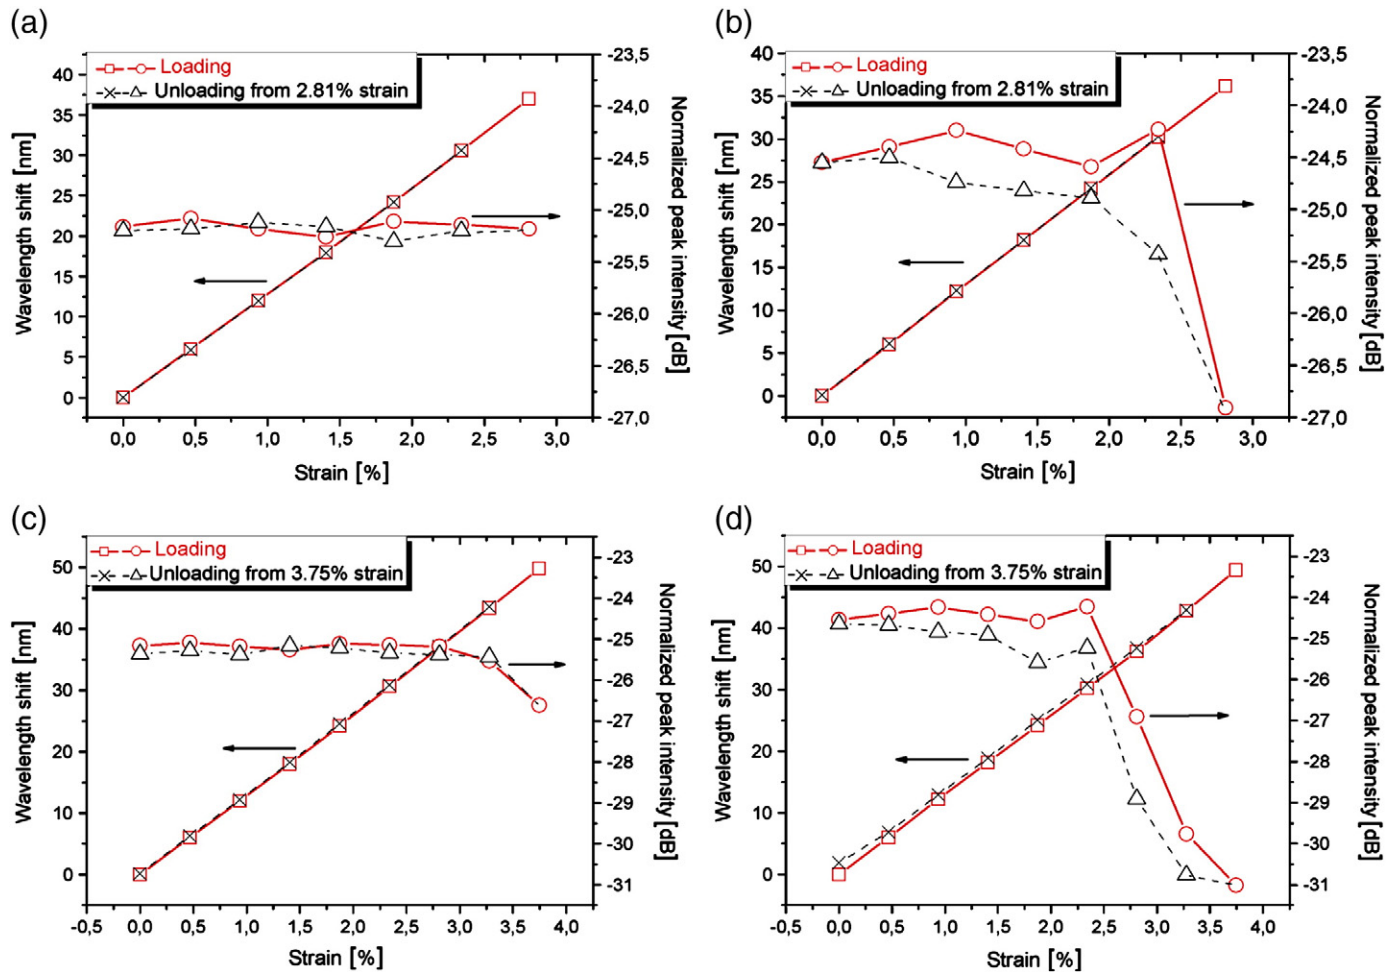 (a)
Loading
Unloading from 2.81% strain
Wavelength shift [nm]
40
35
30
25
20
15
10
5
0
-23,5
-24,0
-24,5
-25,0
-25,5
-26,0
-26,5
-27,0
Normalized peak intensity [dB]
0,0 0,5 1,0 1,5 2,0 2,5 3,0
Strain [%]
(b)
Loading
Unloading from 2.81% strain
Wavelength shift [nm]
40
35
30
25
20
15
10
5
0
-23,5
-24,0
-24,5
-25,0
-25,5
-26,0
-26,5
-27,0
Normalized peak intensity [dB]
0,0 0,5 1,0 1,5 2,0 2,5 3,0
Strain [%]
(c)
Loading
Unloading from 3.75% strain
Wavelength shift [nm]
50
40
30
20
10
0
-23
-24
-25
-26
-27
-28
-29
-30
-31
Normalized peak intensity [dB]
-0,5 0,0 0,5 1,0 1,5 2,0 2,5 3,0 3,5 4,0
Strain [%]
(d)
Loading
Unloading from 3.75% strain
Wavelength shift [nm]
50
40
30
20
10
0
-23
-24
-25
-26
-27
-28
-29
-30
-31
Normalized peak intensity [dB]
-0,5 0,0 0,5 1,0 1,5 2,0 2,5 3,0 3,5 4,0
Strain [%]